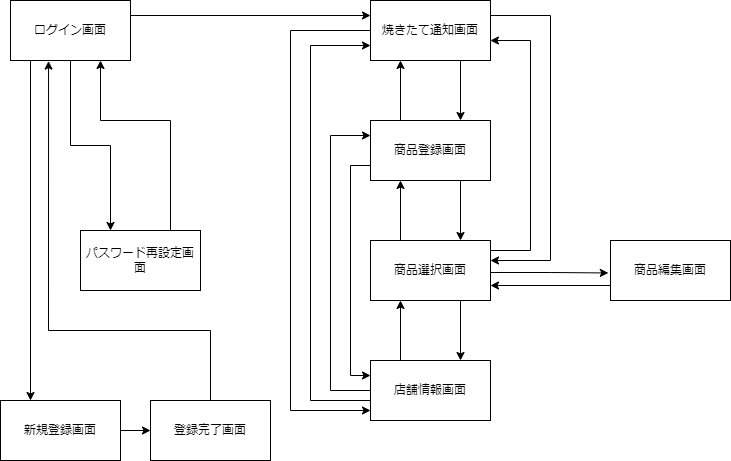 ログイン画面
焼きたて通知画面
商品登録画面
パスワード再設定画
面
商品選択画面
商品編集画面
店舗情報画面
新規登録画面
登録完了画面